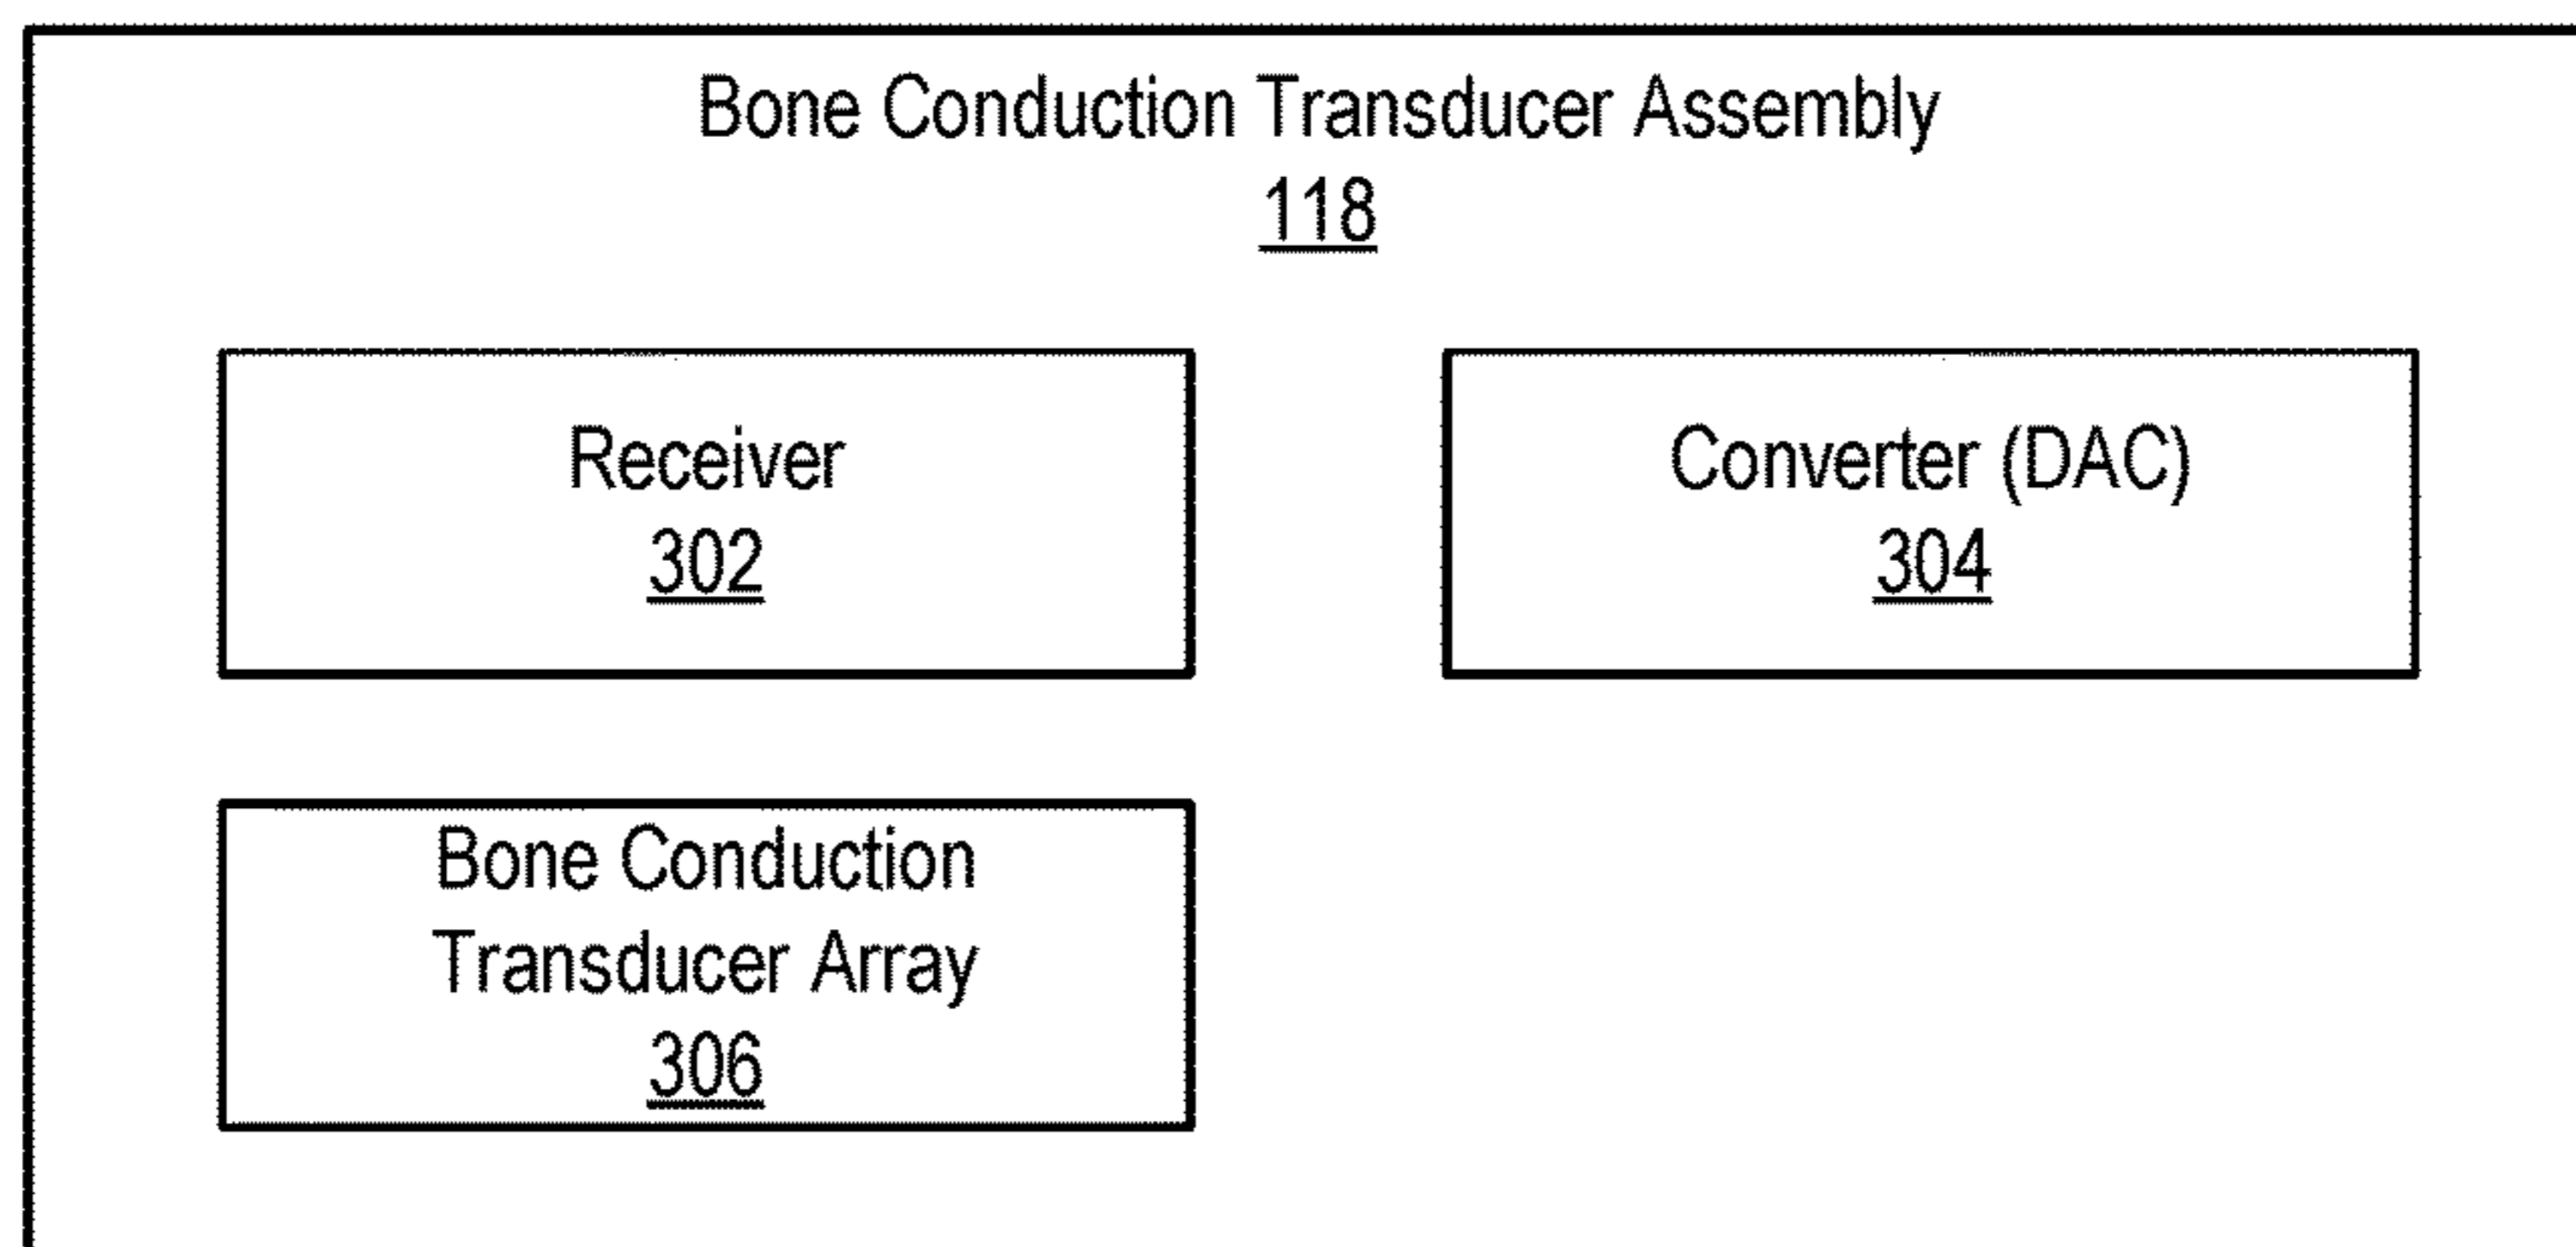 Bone Conduction Transducer Assembly
118
Receiver
302
Converter (DAC)
304
Bone Conduction
Transducer Array
306